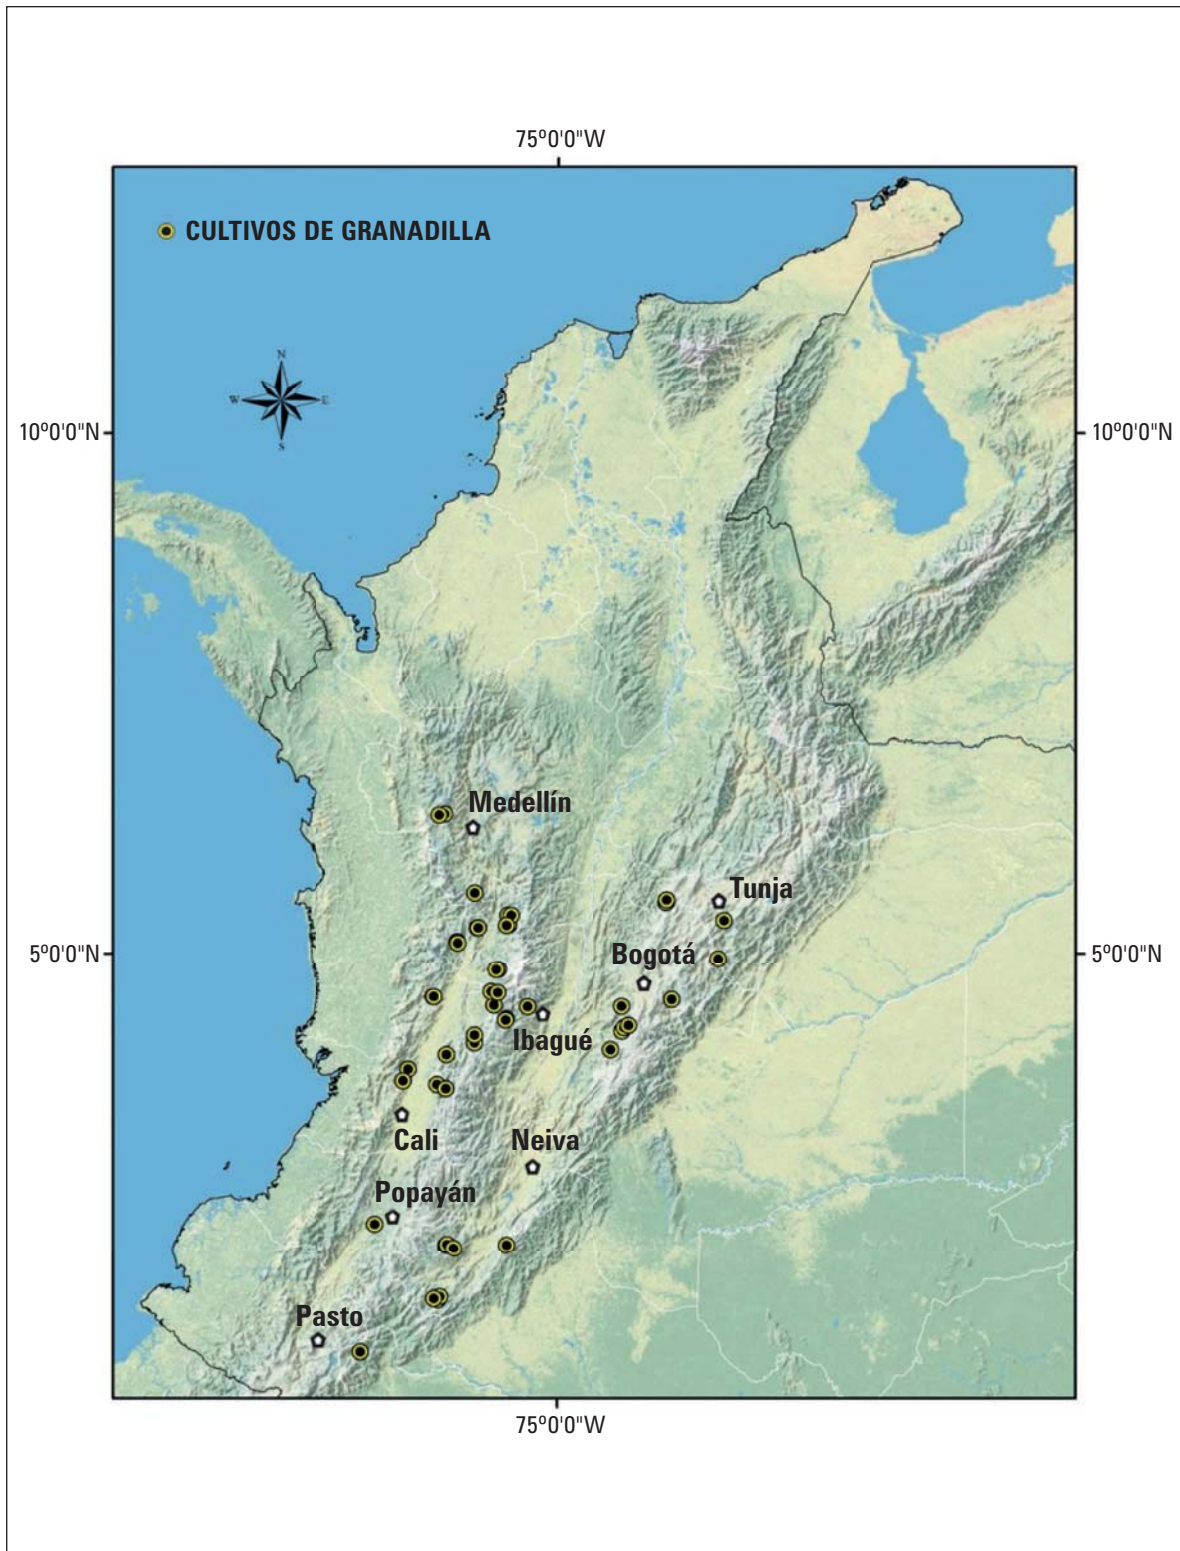 75º0'0"W
CULTIVOS DE GRANADILLA
N
W E
S
10º0'0"N 10º0'0"N
Medellín
Tunja
5º0'0"N Bogotá 5º0'0"N
Ibagué
Cali Neiva
Popayán
Pasto
75º0'0"W